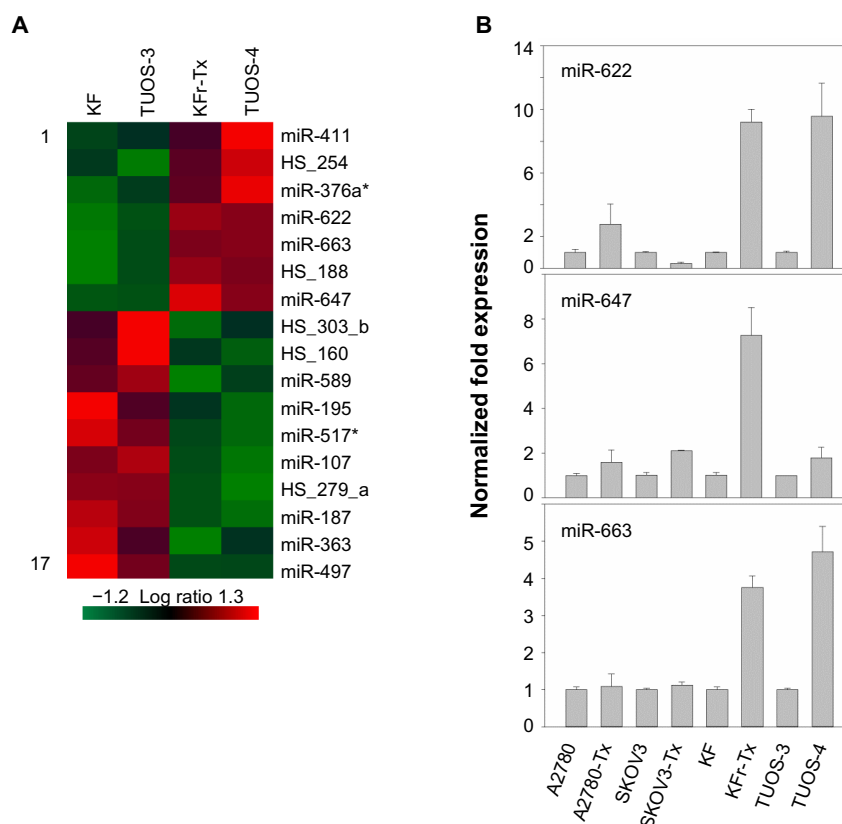 A
KF TUOS-3 KFr-Tx TUOS-4
1
miR-411
HS_254
miR-376a*
miR-622
miR-663
HS_188
miR-647
HS_303_b
HS_160
miR-589
miR-195
miR-517*
miR-107
HS_279_a
miR-187
miR-363
17
miR-497
−1.2 Log ratio 1.3
B
Normalized fold expression
14
miR-622
10
6
2
0
miR-647
8
6
4
2
0
miR-663
5
4
3
2
1
0
A2780 A2780-Tx SKOV3 SKOV3-Tx KF KFr-Tx TUOS-3 TUOS-4